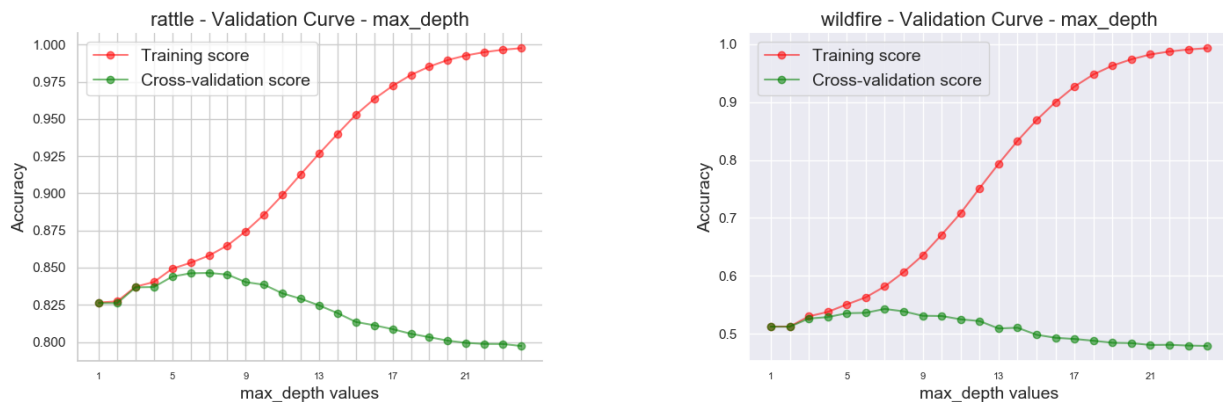 rattle - Validation Curve - max_depth
Training score
Cross-validation score
1.000
0.975
0.950
0.925
0.900
0.875
0.850
0.825
0.800
Accuracy
1 5 9 13 17 21
max_depth values
wildfire - Validation Curve - max_depth
Training score
Cross-validation score
1.0
0.9
0.8
0.7
0.6
0.5
Accuracy
1 5 9 13 17 21
max_depth values